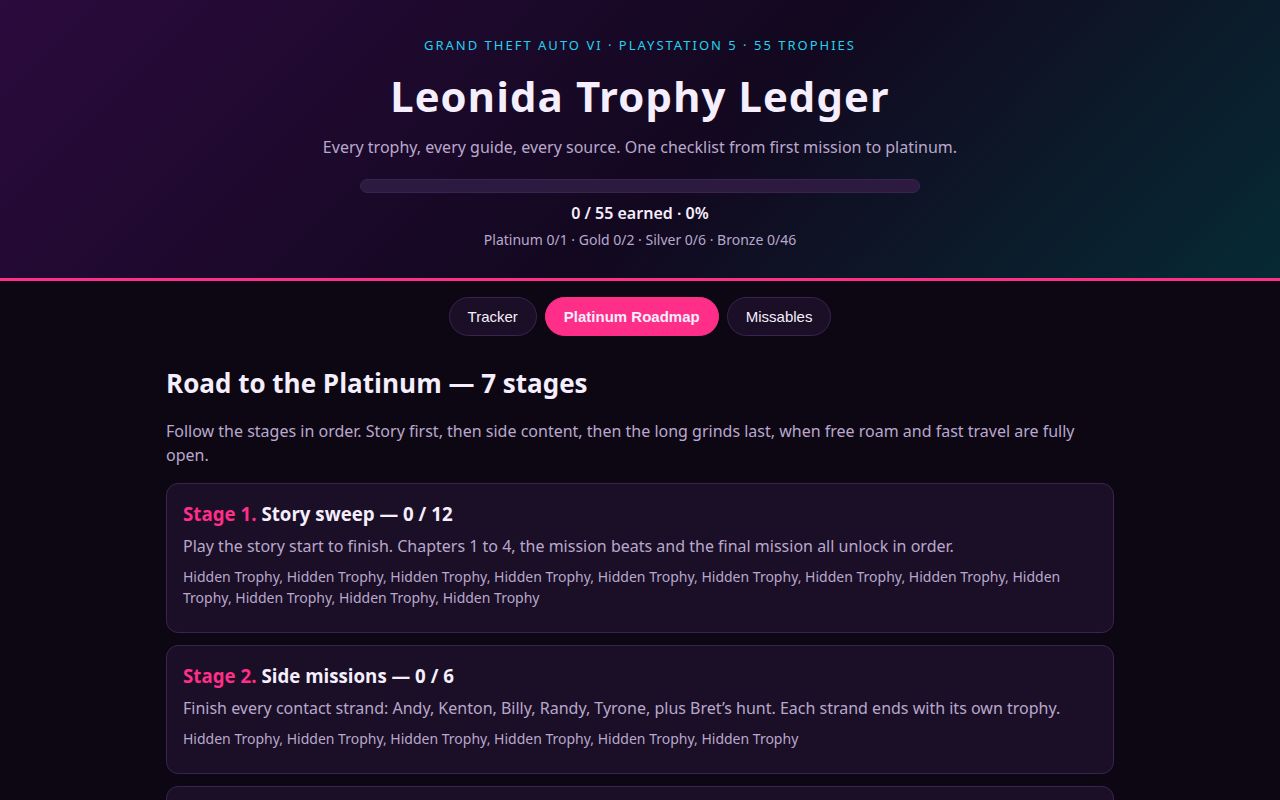 GRAND THEFT AUTO VI · PLAYSTATION 5 · 55 TROPHIES
Leonida Trophy Ledger
Every trophy, every guide, every source. One checklist from first mission to platinum.
0 / 55 earned · 0%
Platinum 0/1 · Gold 0/2 · Silver 0/6 · Bronze 0/46
Tracker
Platinum Roadmap
Missables
Road to the Platinum — 7 stages
Follow the stages in order. Story first, then side content, then the long grinds last, when free roam and fast travel are fully
open.
Stage 1. Story sweep — 0 / 12
Play the story start to finish. Chapters 1 to 4, the mission beats and the final mission all unlock in order.
Hidden Trophy, Hidden Trophy, Hidden Trophy, Hidden Trophy, Hidden Trophy, Hidden Trophy, Hidden Trophy, Hidden Trophy, Hidden
Trophy, Hidden Trophy, Hidden Trophy, Hidden Trophy
Stage 2. Side missions — 0 / 6
Finish every contact strand: Andy, Kenton, Billy, Randy, Tyrone, plus Bret’s hunt. Each strand ends with its own trophy.
Hidden Trophy, Hidden Trophy, Hidden Trophy, Hidden Trophy, Hidden Trophy, Hidden Trophy